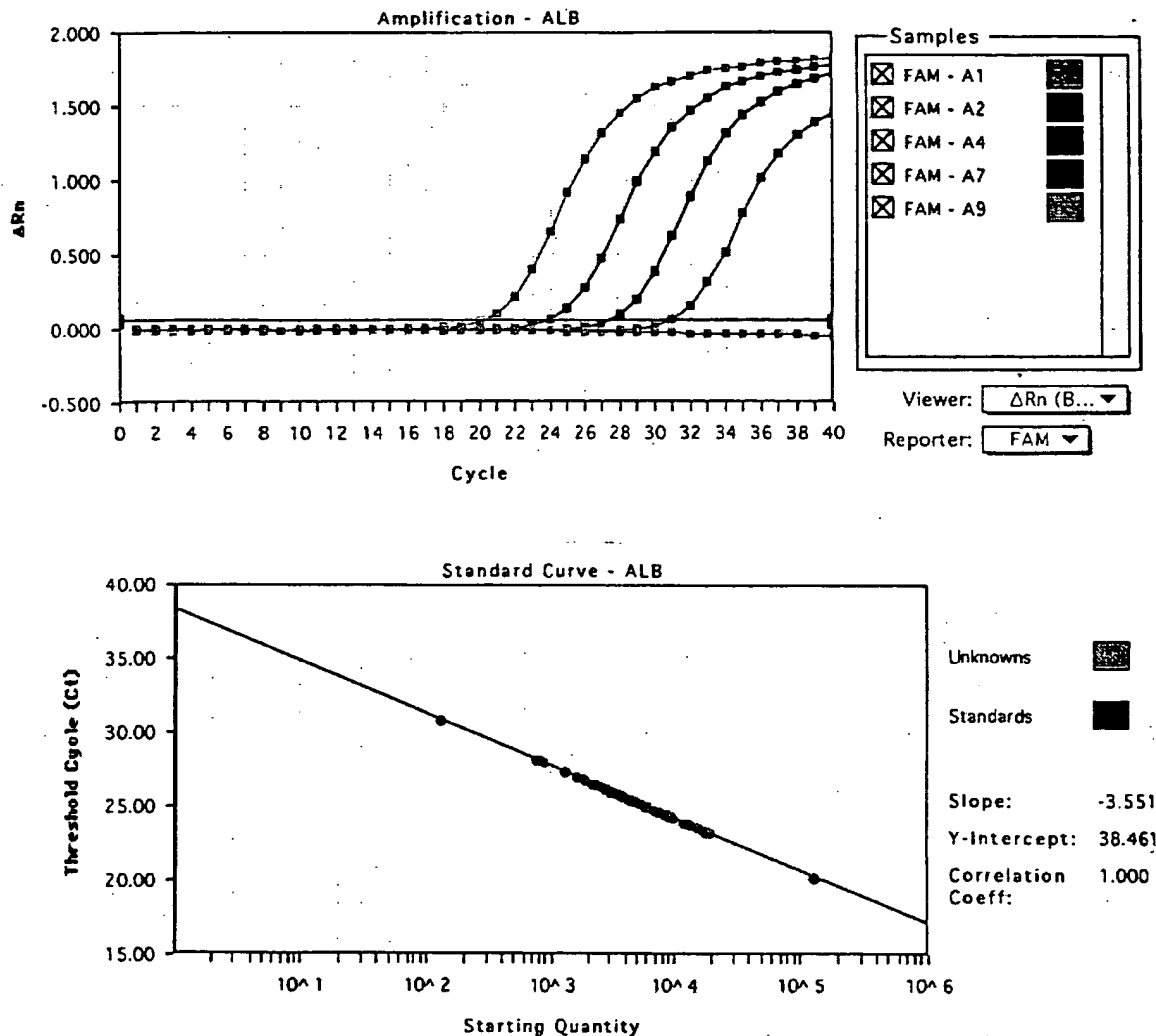 Amplification - ALB
2.000
1.500
1.000
0.500
0.000
-0.500
ΔRn
0 2 4 6 8 10 12 14 16 18 20 22 24 26 28 30 32 34 36 38 40
Cycle
Samples
FAM - A1
FAM - A2
FAM - A4
FAM - A7
FAM - A9
Viewer: ΔRn (B...
Reporter: FAM
Standard Curve - ALB
40.00
35.00
30.00
25.00
20.00
15.00
Threshold Cycle (Ct)
10^1 10^2 10^3 10^4 10^5 10^6
Starting Quantity
Unknowns
Standards
Slope: -3.551
Y-Intercept: 38.461
Correlation 1.000
Coeff: